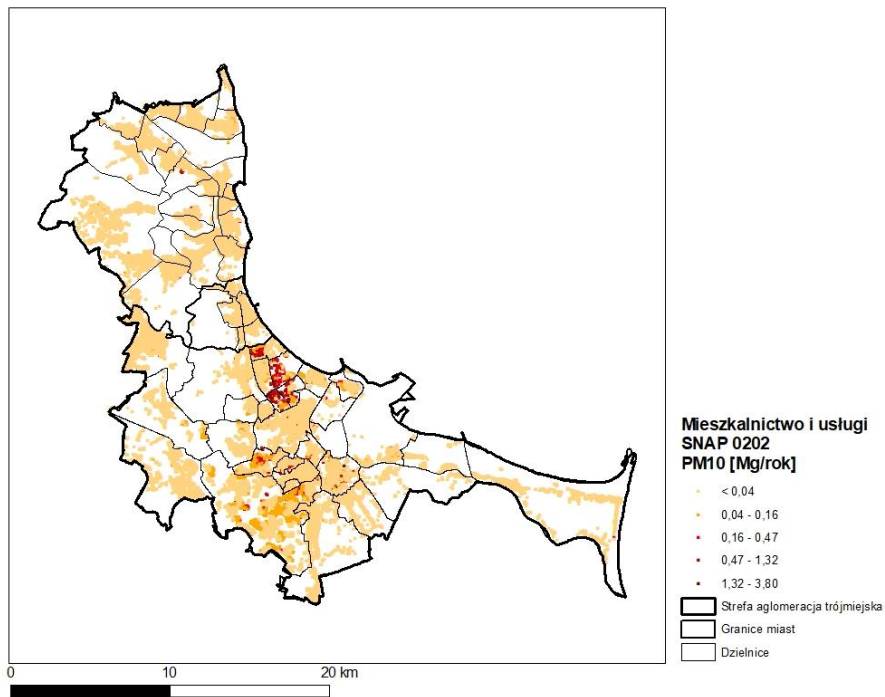 Mieszkalnictwo i usługi
SNAP 0202
PM10 [Mg/rok]
< 0,04
0,04 - 0,16
0,16 - 0,47
0,47 - 1,32
1,32 - 3,80
Strefa aglomeracja trójmiejska
Granice miast
Dzielnice
0 10 20 km